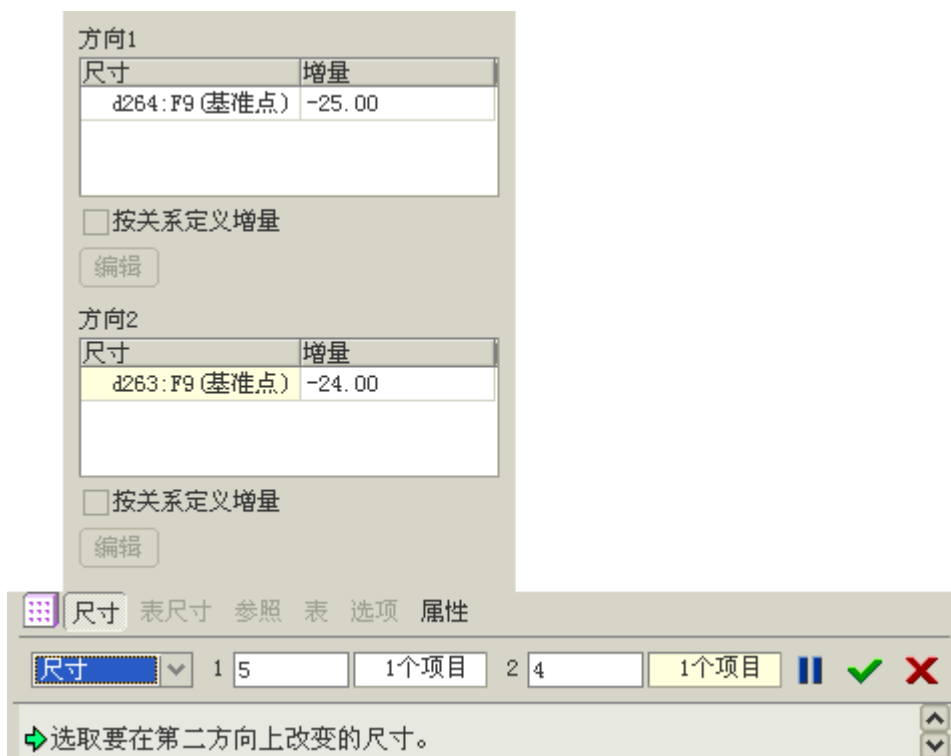 方向1
尺寸 增量
d264:F9(基准点) -25.00
按关系定义增量
编辑
方向2
尺寸 增量
d263:F9(基准点) -24.00
按关系定义增量
编辑
尺寸 表尺寸 参照 表 选项 属性
尺寸 1 5 1个项目 2 4 1个项目
选取要在第二方向上改变的尺寸。